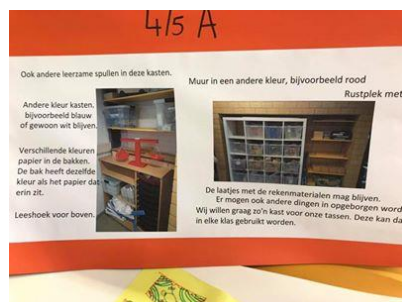 4/5 A
Ook andere leerzame spullen in deze kasten.
Andere kleur kasten.
bijvoorbeeld blauw
of gewoon wit blijven.
Verschillende kleuren
papier in de bakken.
De bak heeft dezelfde
kleur als het papier dat
erin zit.
Leeshoek voor boven.
Muur in een andere kleur, bijvoorbeeld rood
Rustplek met
De laatjes met de rekenmaterialen mag blijven.
Er mogen ook andere dingen in opgeborgen word
Wij willen graag zo'n kast voor onze tassen. Deze kan da
in elke klas gebruikt worden.